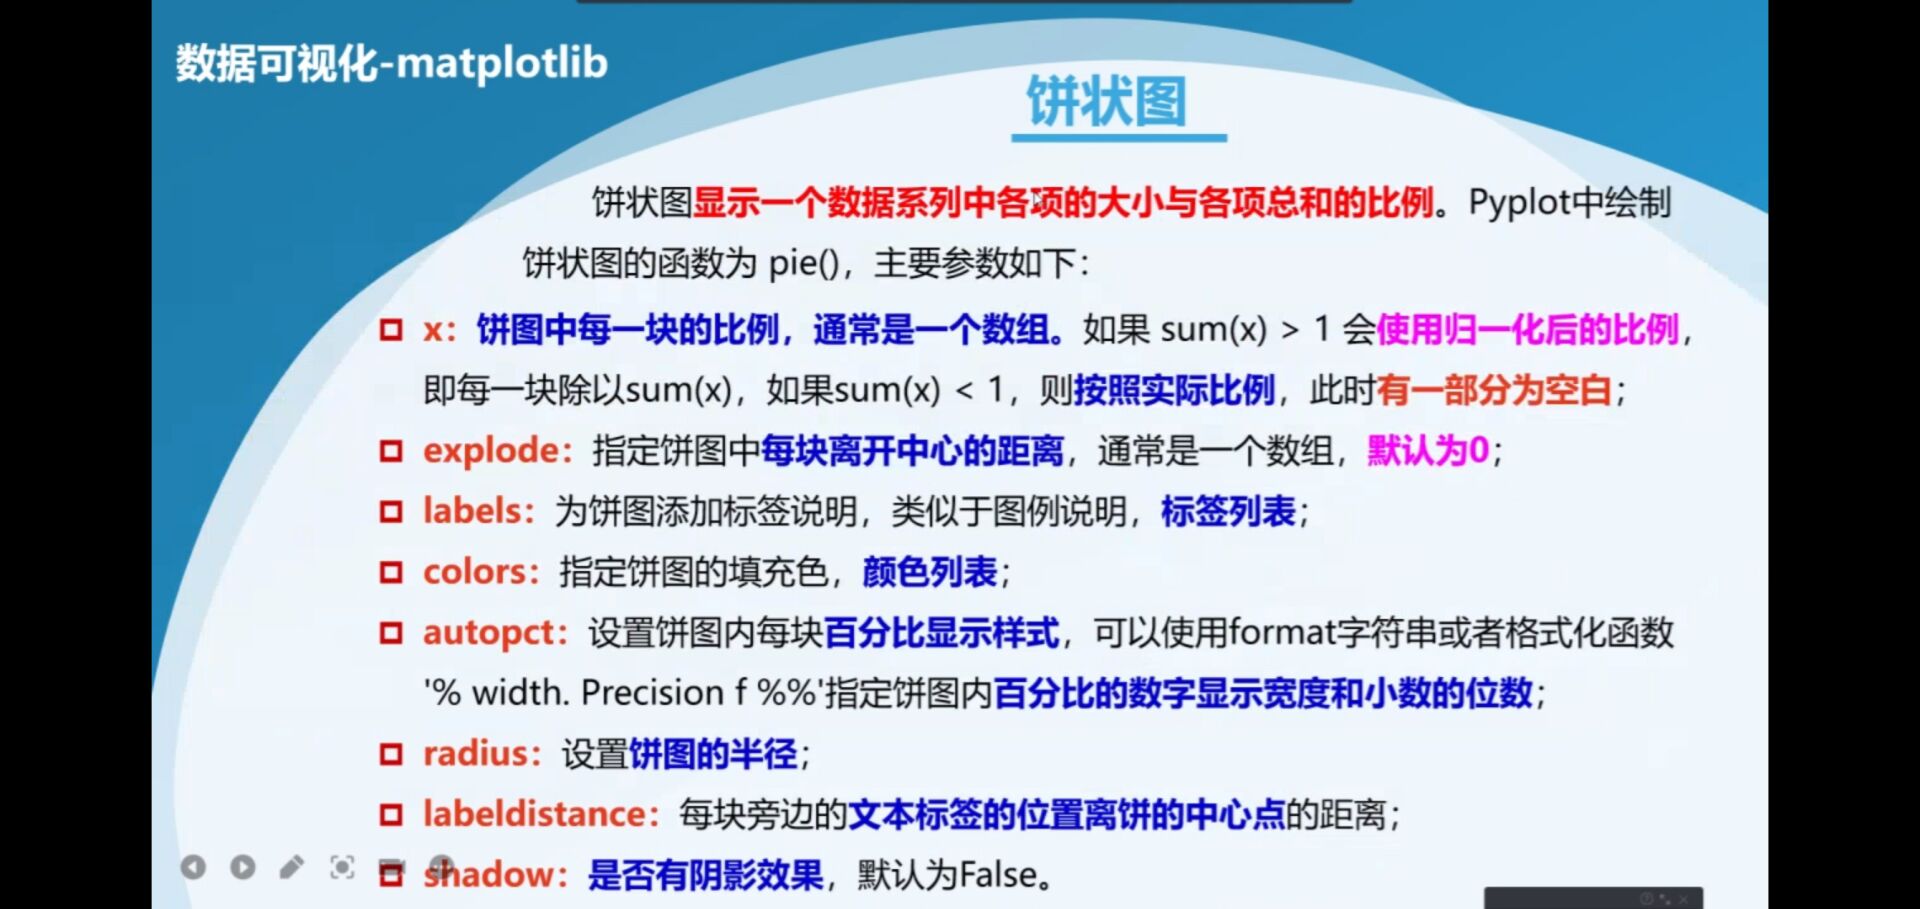 数据可视化-matplotlib
饼状图
饼状图显示一个数据系列中各项的大小与各项总和的比例。Pyplot中绘制
饼状图的函数为 pie()，主要参数如下：
x：饼图中每一块的比例，通常是一个数组。如果 sum(x) > 1 会使用归一化后的比例，
即每一块除以sum(x)，如果sum(x) < 1，则按照实际比例，此时有一部分为空白；
explode：指定饼图中每块离开中心的距离，通常是一个数组，默认为0；
labels：为饼图添加标签说明，类似于图例说明，标签列表；
colors：指定饼图的填充色，颜色列表；
autopct：设置饼图内每块百分比显示样式，可以使用format字符串或者格式化函数
'% width. Precision f %%'指定饼图内百分比的数字显示宽度和小数的位数；
radius：设置饼图的半径；
labeldistance：每块旁边的文本标签的位置离饼的中心点的距离；
shadow：是否有阴影效果，默认为False。